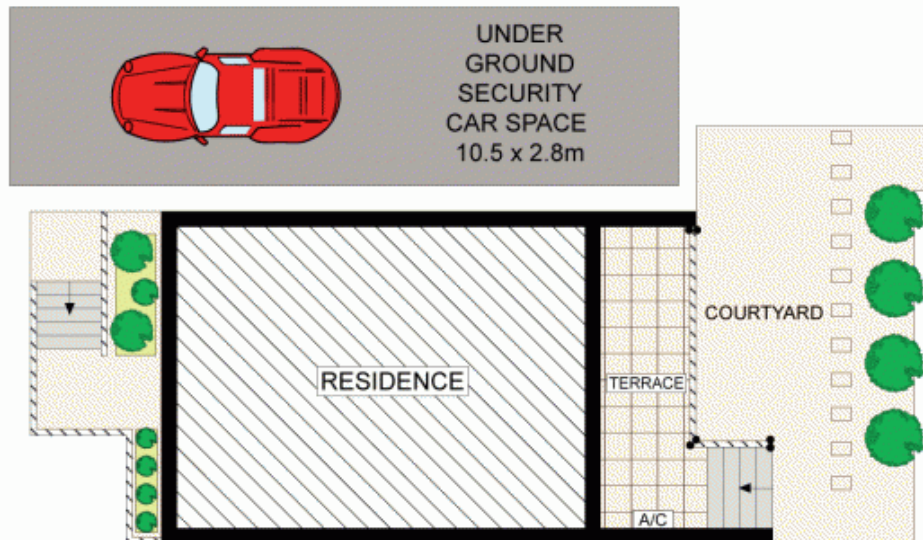 UNDER
GROUND
SECURITY
CAR SPACE
10.5 x 2.8m
COURTYARD
RESIDENCE
TERRACE
A/C